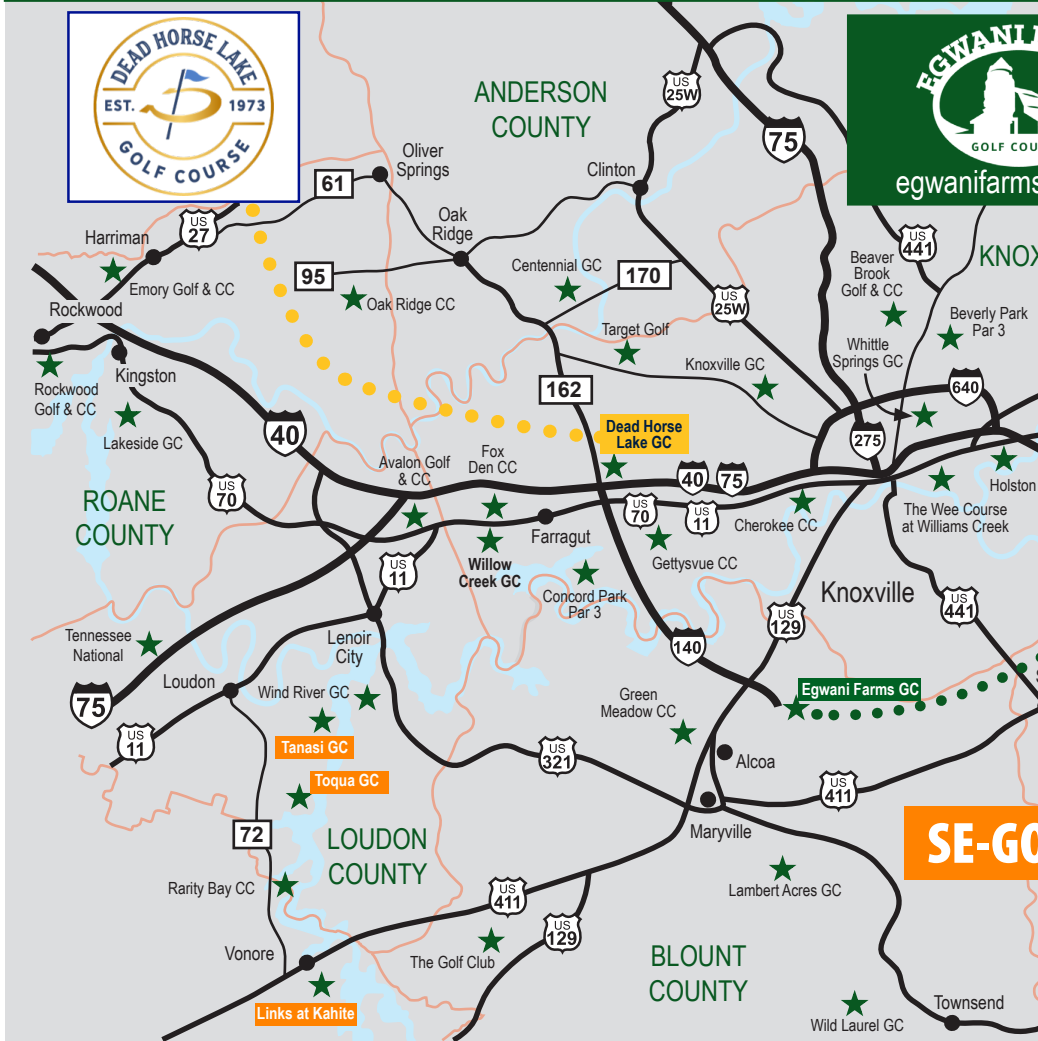 DEAD HORSE LAKE
EST.
1973
GOLF COURSE
ANDERSON
COUNTY
US
25W
75
EGWANI
GOLF
egwanifarms
Oliver
Springs
61
Clinton
US
27
Harriman
Oak
Ridge
US
441
KNOX
Emory Golf & CC
95
Oak Ridge CC
Centennial GC
170
Beaver
Brook
Golf & CC
US
25W
Beverly Park
Par 3
Rockwood
Target Golf
Whittle
Springs GC
Knoxville GC
Kingston
Rockwood
Golf & CC
162
640
Lakeside GC
40
Dead Horse
Lake GC
275
Avalon Golf
& CC
Fox
Den CC
40
75
ROANE
COUNTY
US
70
US
70
US
11
Cherokee CC
The Wee Course
at Williams Creek
Holston
Farragut
Willow
Creek GC
Gettysvue CC
US
11
Concord Park
Par 3
Knoxville
US
129
US
441
Tennessee
National
Lenoir
City
140
Loudon
Wind River GC
Egwani Farms GC
75
Green
Meadow CC
US
11
Tanasi GC
US
321
Alcoa
Toqua GC
US
411
Maryville
72
LOUDON
COUNTY
SE-GO
Rarity Bay CC
Lambert Acres GC
US
411
US
129
Vonore
The Golf Club
BLOUNT
COUNTY
Links at Kahite
Townsend
Wild Laurel GC